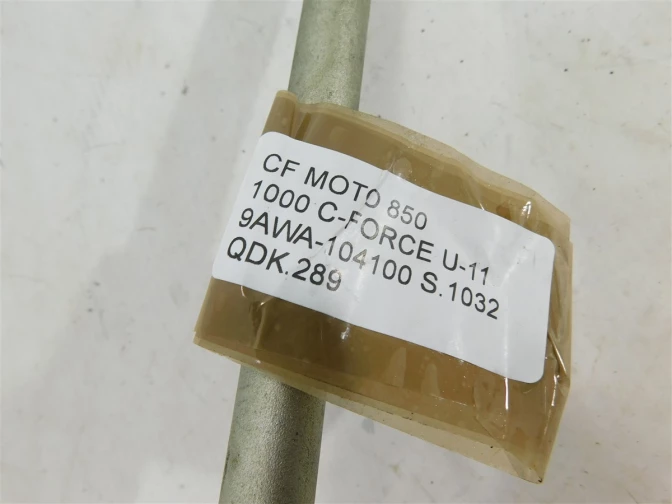 CF MOTO 850
1000 C-FORCE U-11
9AWA-104100 S.1032
QDK.289